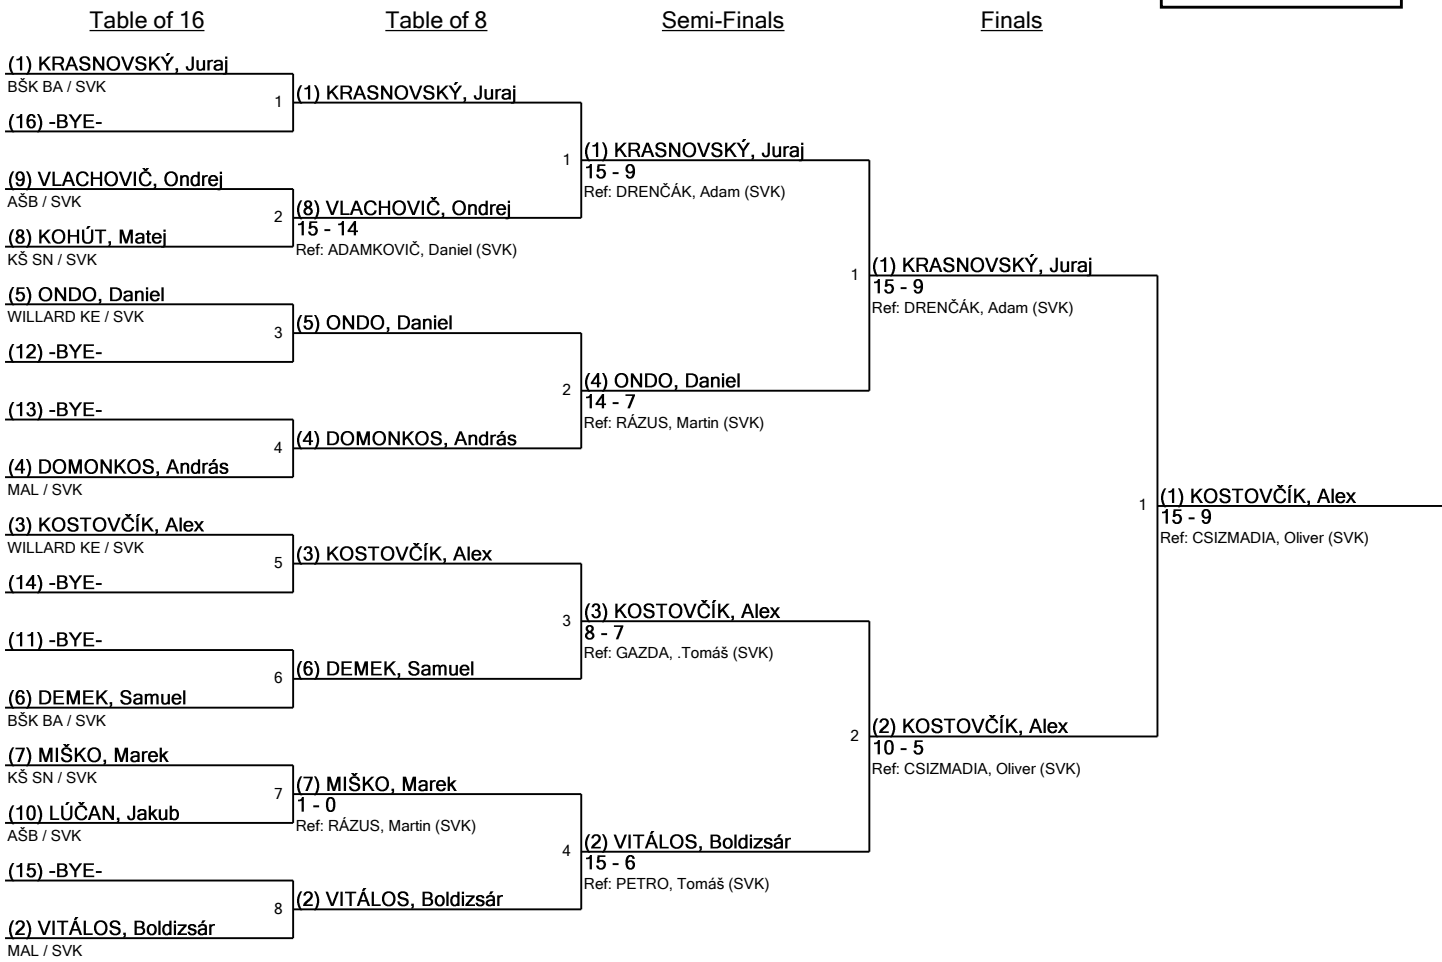 Table of 16
Table of 8
Semi-Finals
Finals
(1) KRASNOVSKÝ, Juraj
BŠK BA / SVK
(16) -BYE-
(9) VLACHOVIČ, Ondrej
AŠB / SVK
(8) KOHÚT, Matej
KŠ SN / SVK
(5) ONDO, Daniel
WILLARD KE / SVK
(12) -BYE-
(13) -BYE-
(4) DOMONKOS, András
MAL / SVK
(3) KOSTOVČÍK, Alex
WILLARD KE / SVK
(14) -BYE-
(11) -BYE-
(6) DEMEK, Samuel
BŠK BA / SVK
(7) MIŠKO, Marek
KŠ SN / SVK
(10) LÚČAN, Jakub
AŠB / SVK
(15) -BYE-
(2) VITÁLOS, Boldizsár
MAL / SVK
1
(1) KRASNOVSKÝ, Juraj
2
(8) VLACHOVIČ, Ondrej
15 - 14
Ref: ADAMKOVIČ, Daniel (SVK)
3
(5) ONDO, Daniel
4
(4) DOMONKOS, András
5
(3) KOSTOVČÍK, Alex
6
(6) DEMEK, Samuel
7
(7) MIŠKO, Marek
1 - 0
Ref: RÁZUS, Martin (SVK)
8
(2) VITÁLOS, Boldizsár
1
(1) KRASNOVSKÝ, Juraj
15 - 9
Ref: DRENČÁK, Adam (SVK)
2
(4) ONDO, Daniel
14 - 7
Ref: RÁZUS, Martin (SVK)
3
(3) KOSTOVČÍK, Alex
8 - 7
Ref: GAZDA, .Tomáš (SVK)
4
(2) VITÁLOS, Boldizsár
15 - 6
Ref: PETRO, Tomáš (SVK)
1
(1) KRASNOVSKÝ, Juraj
15 - 9
Ref: DRENČÁK, Adam (SVK)
2
(2) KOSTOVČÍK, Alex
10 - 5
Ref: CSIZMADIA, Oliver (SVK)
1
(1) KOSTOVČÍK, Alex
15 - 9
Ref: CSIZMADIA, Oliver (SVK)